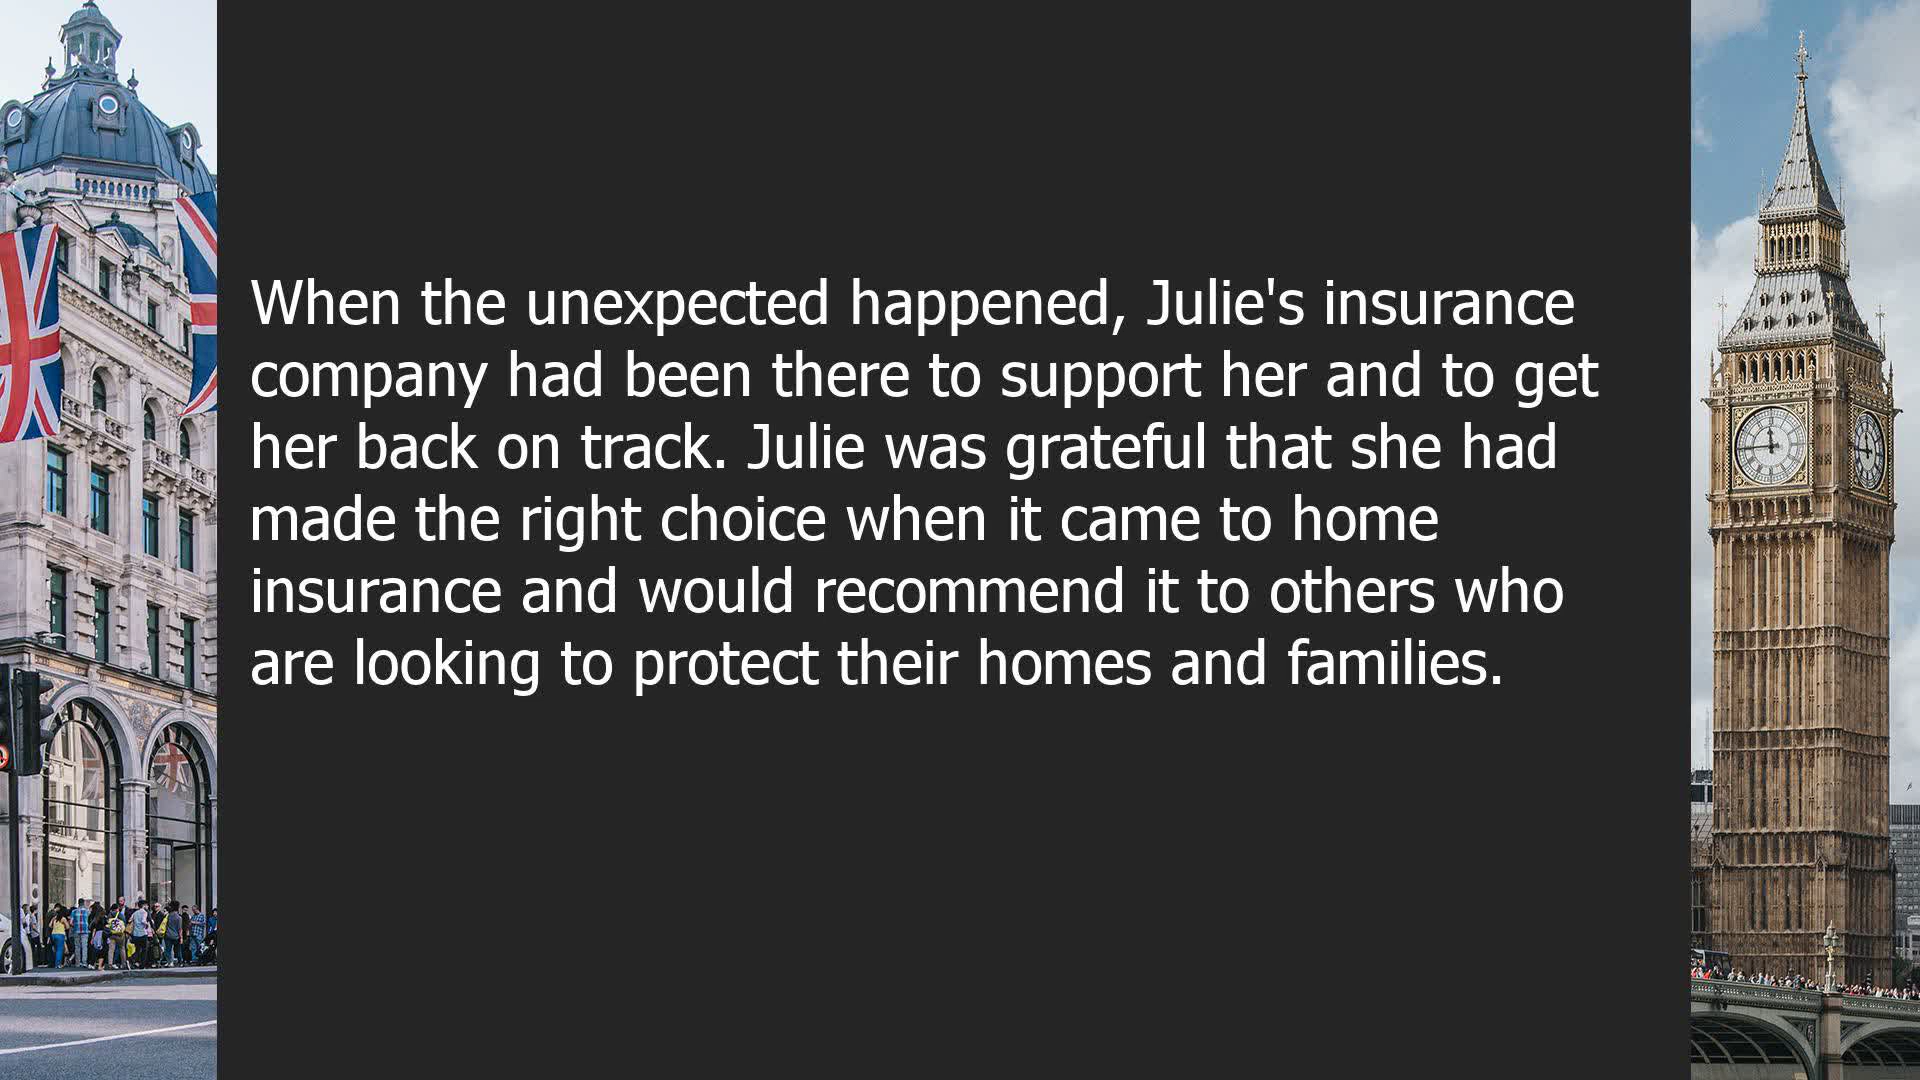 When the unexpected happened, Julie's insurance
company had been there to support her and to get
her back on track. Julie was grateful that she had
made the right choice when it came to home
insurance and would recommend it to others who
are looking to protect their homes and families.